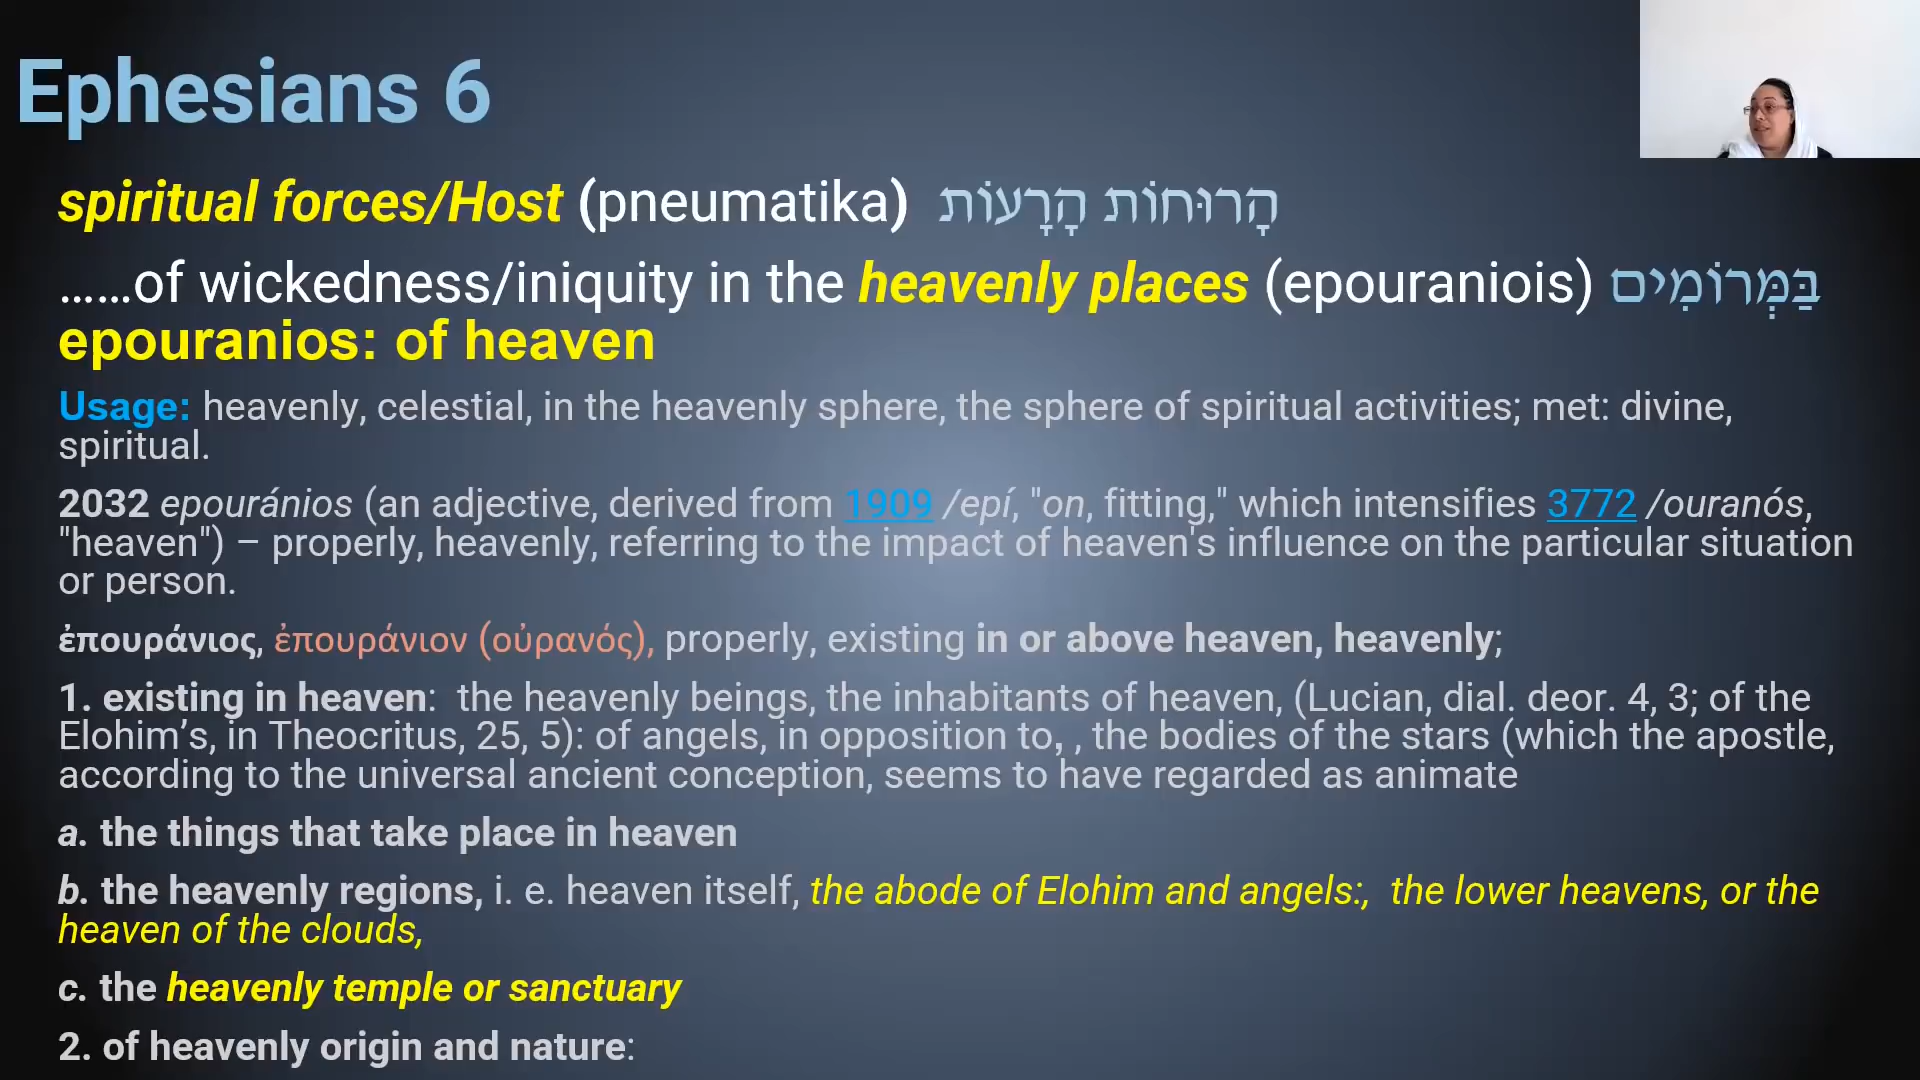 Ephesians 6
spiritual forces/Host (pneumatika) הָרוּחוֹת הָרָעוֹת
……of wickedness/iniquity in the heavenly places (epouraniois) בַּמְּרוֹמִים
epouranios: of heaven
Usage: heavenly, celestial, in the heavenly sphere, the sphere of spiritual activities; met: divine,
spiritual.
2032 epouránios (an adjective, derived from 1909 /epí, "on, fitting," which intensifies 3772 /ouranós,
"heaven") – properly, heavenly, referring to the impact of heaven's influence on the particular situation
or person.
ἐπουράνιος, ἐπουράνιον (οὐρανός), properly, existing in or above heaven, heavenly;
1. existing in heaven: the heavenly beings, the inhabitants of heaven, (Lucian, dial. deor. 4, 3; of the
Elohim’s, in Theocritus, 25, 5): of angels, in opposition to, , the bodies of the stars (which the apostle,
according to the universal ancient conception, seems to have regarded as animate
a. the things that take place in heaven
b. the heavenly regions, i. e. heaven itself, the abode of Elohim and angels:, the lower heavens, or the
heaven of the clouds,
c. the heavenly temple or sanctuary
2. of heavenly origin and nature: